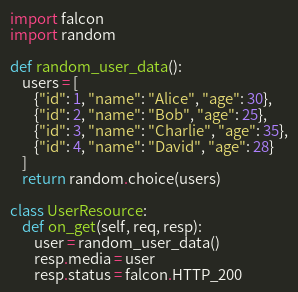 import falcon
import random

def random_user_data():
    users = [
        {"id": 1, "name": "Alice", "age": 30},
        {"id": 2, "name": "Bob", "age": 25},
        {"id": 3, "name": "Charlie", "age": 35},
        {"id": 4, "name": "David", "age": 28}
    ]
    return random.choice(users)

class UserResource:
    def on_get(self, req, resp):
        user = random_user_data()
        resp.media = user
        resp.status = falcon.HTTP_200